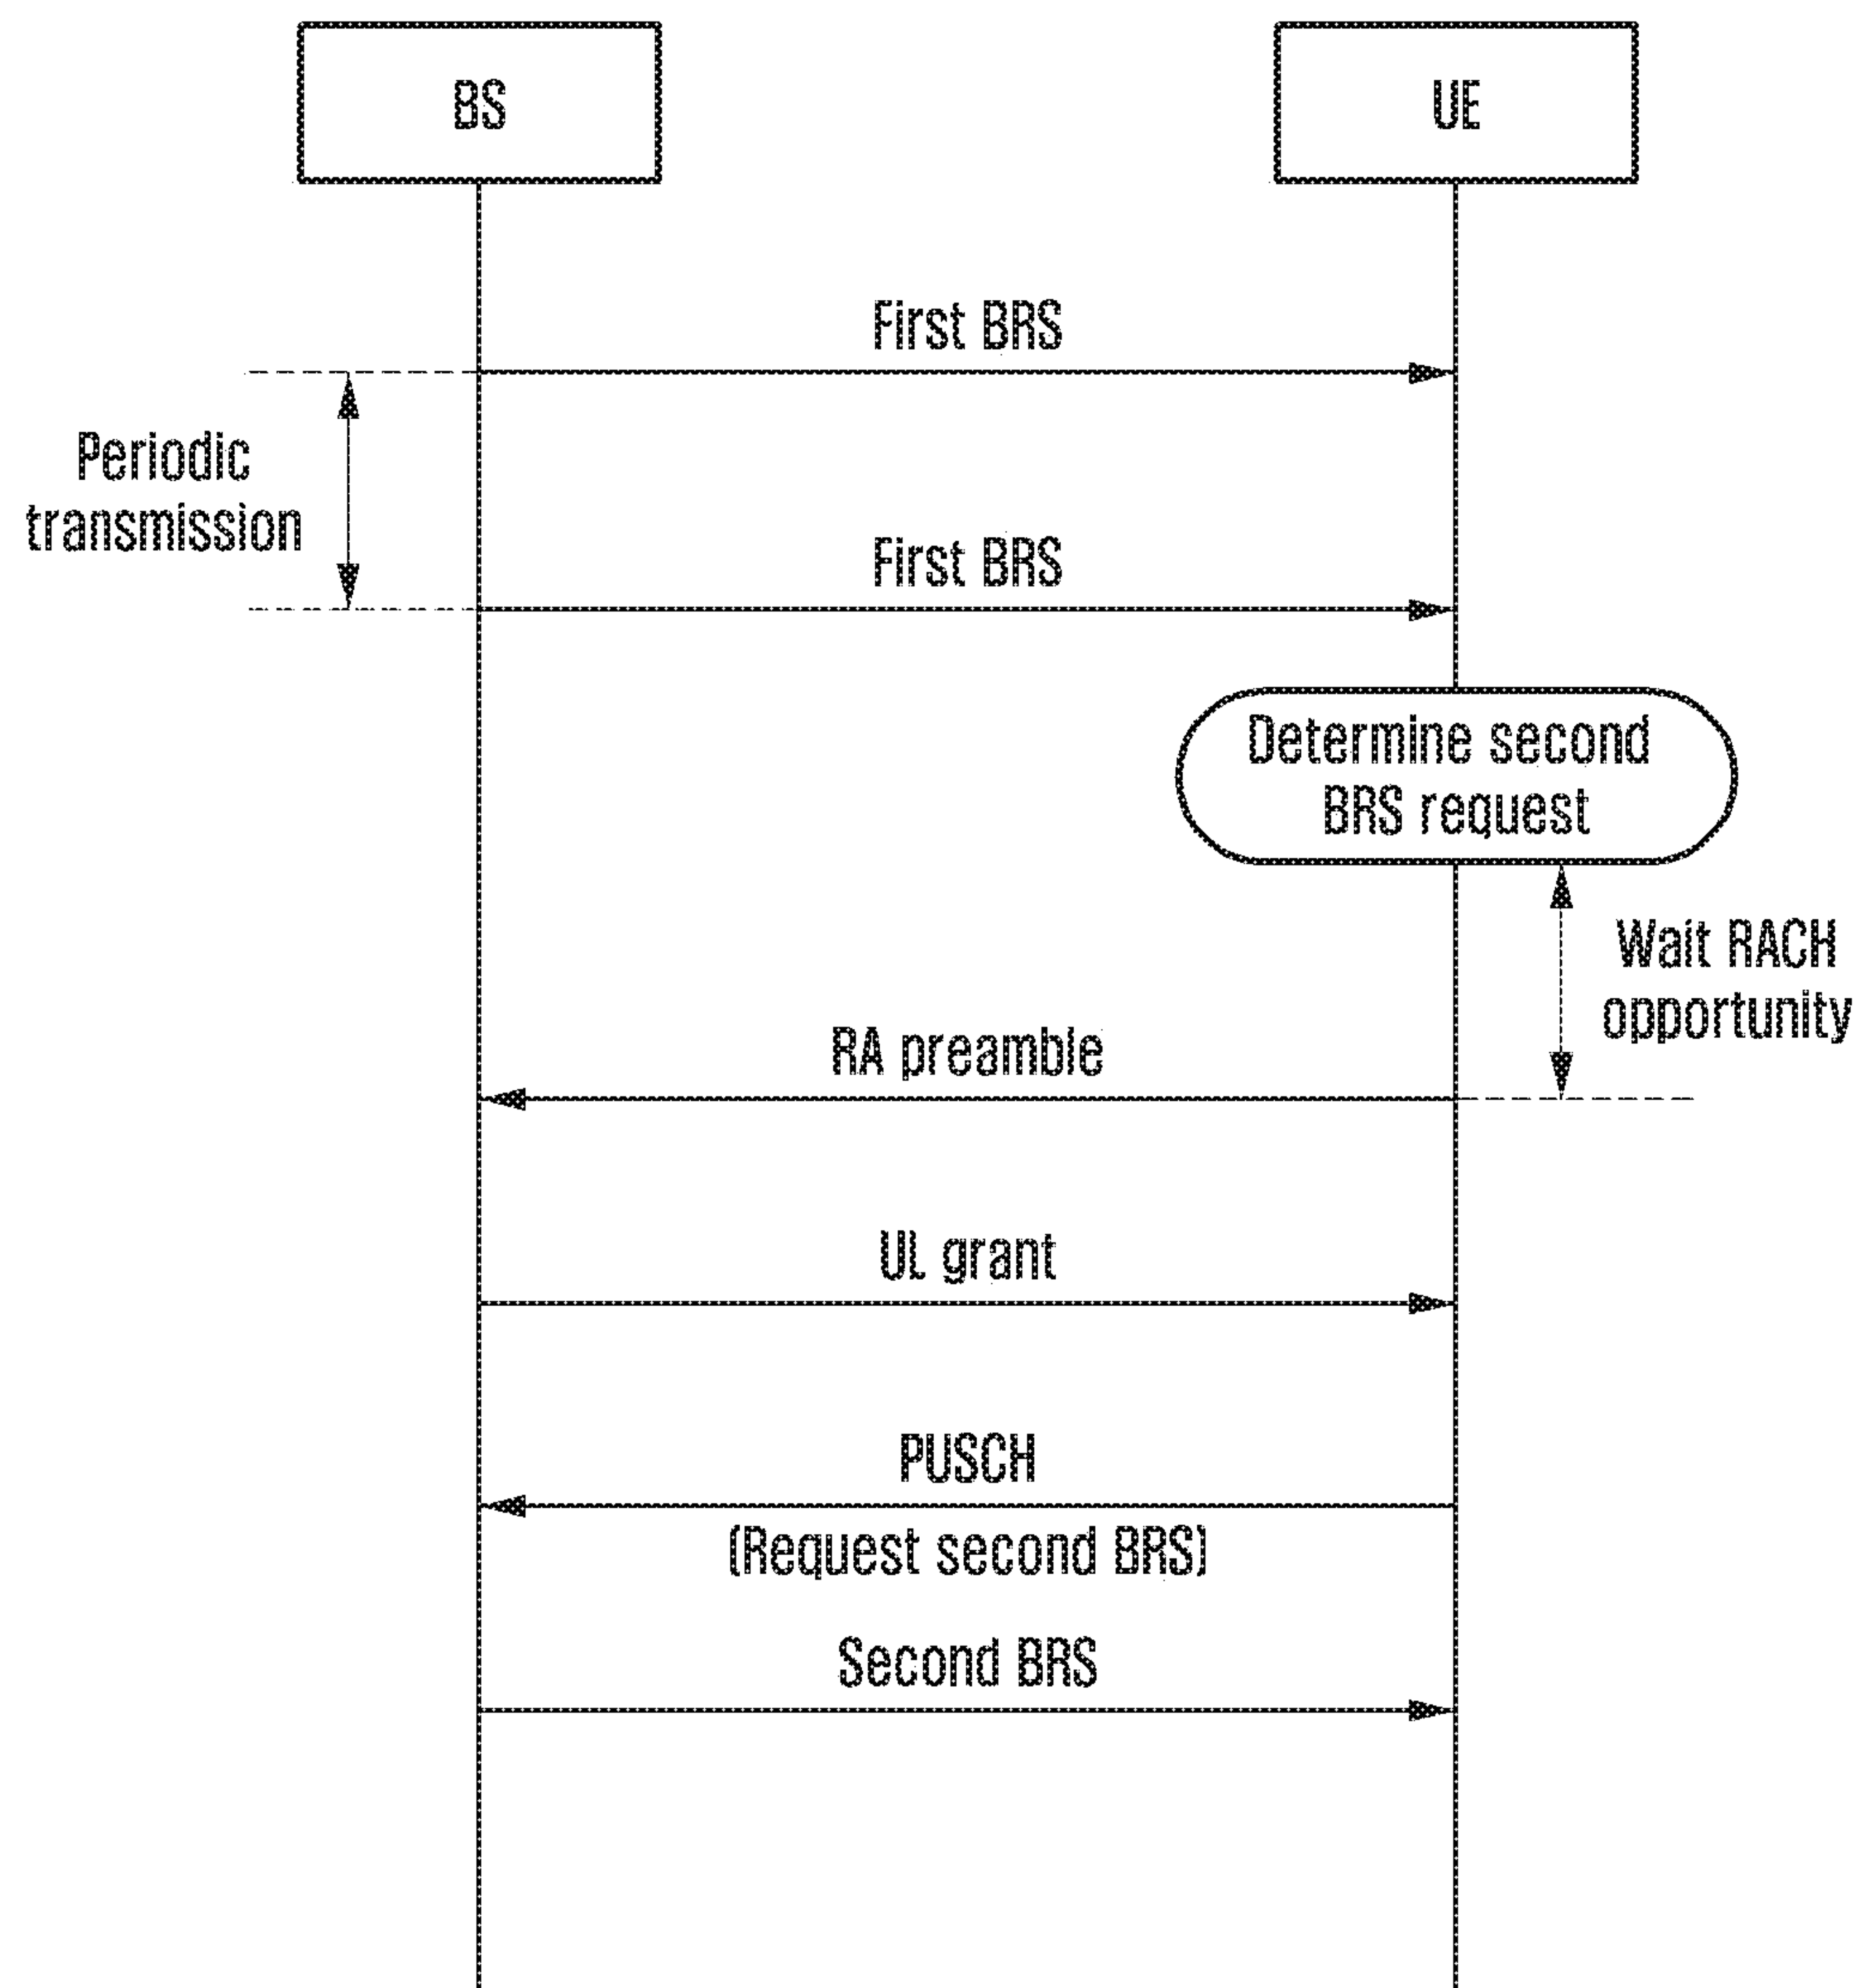 BS
UE
First BRS
Periodic
transmission
First BRS
Determine second
BRS request
Wait RACH
opportunity
RA preamble
UL grant
PUSCH
(Request second BRS)
Second BRS